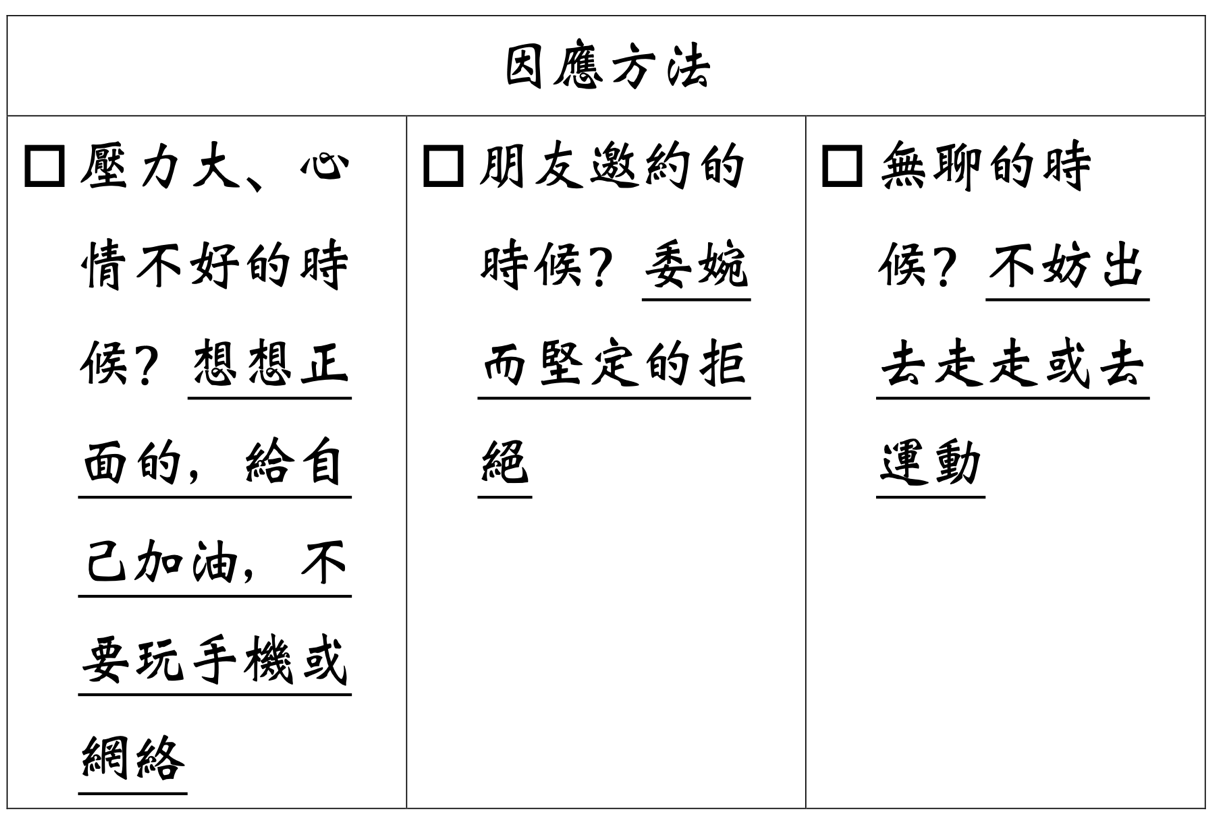 因應方法
□ 壓力大、心
情不好的時
候？想想正
面的，給自
己加油，不
要玩手機或
網絡
□ 朋友邀約的
時候？委婉
而堅定的拒
絕
□ 無聊的時
候？不妨出
去走走或去
運動